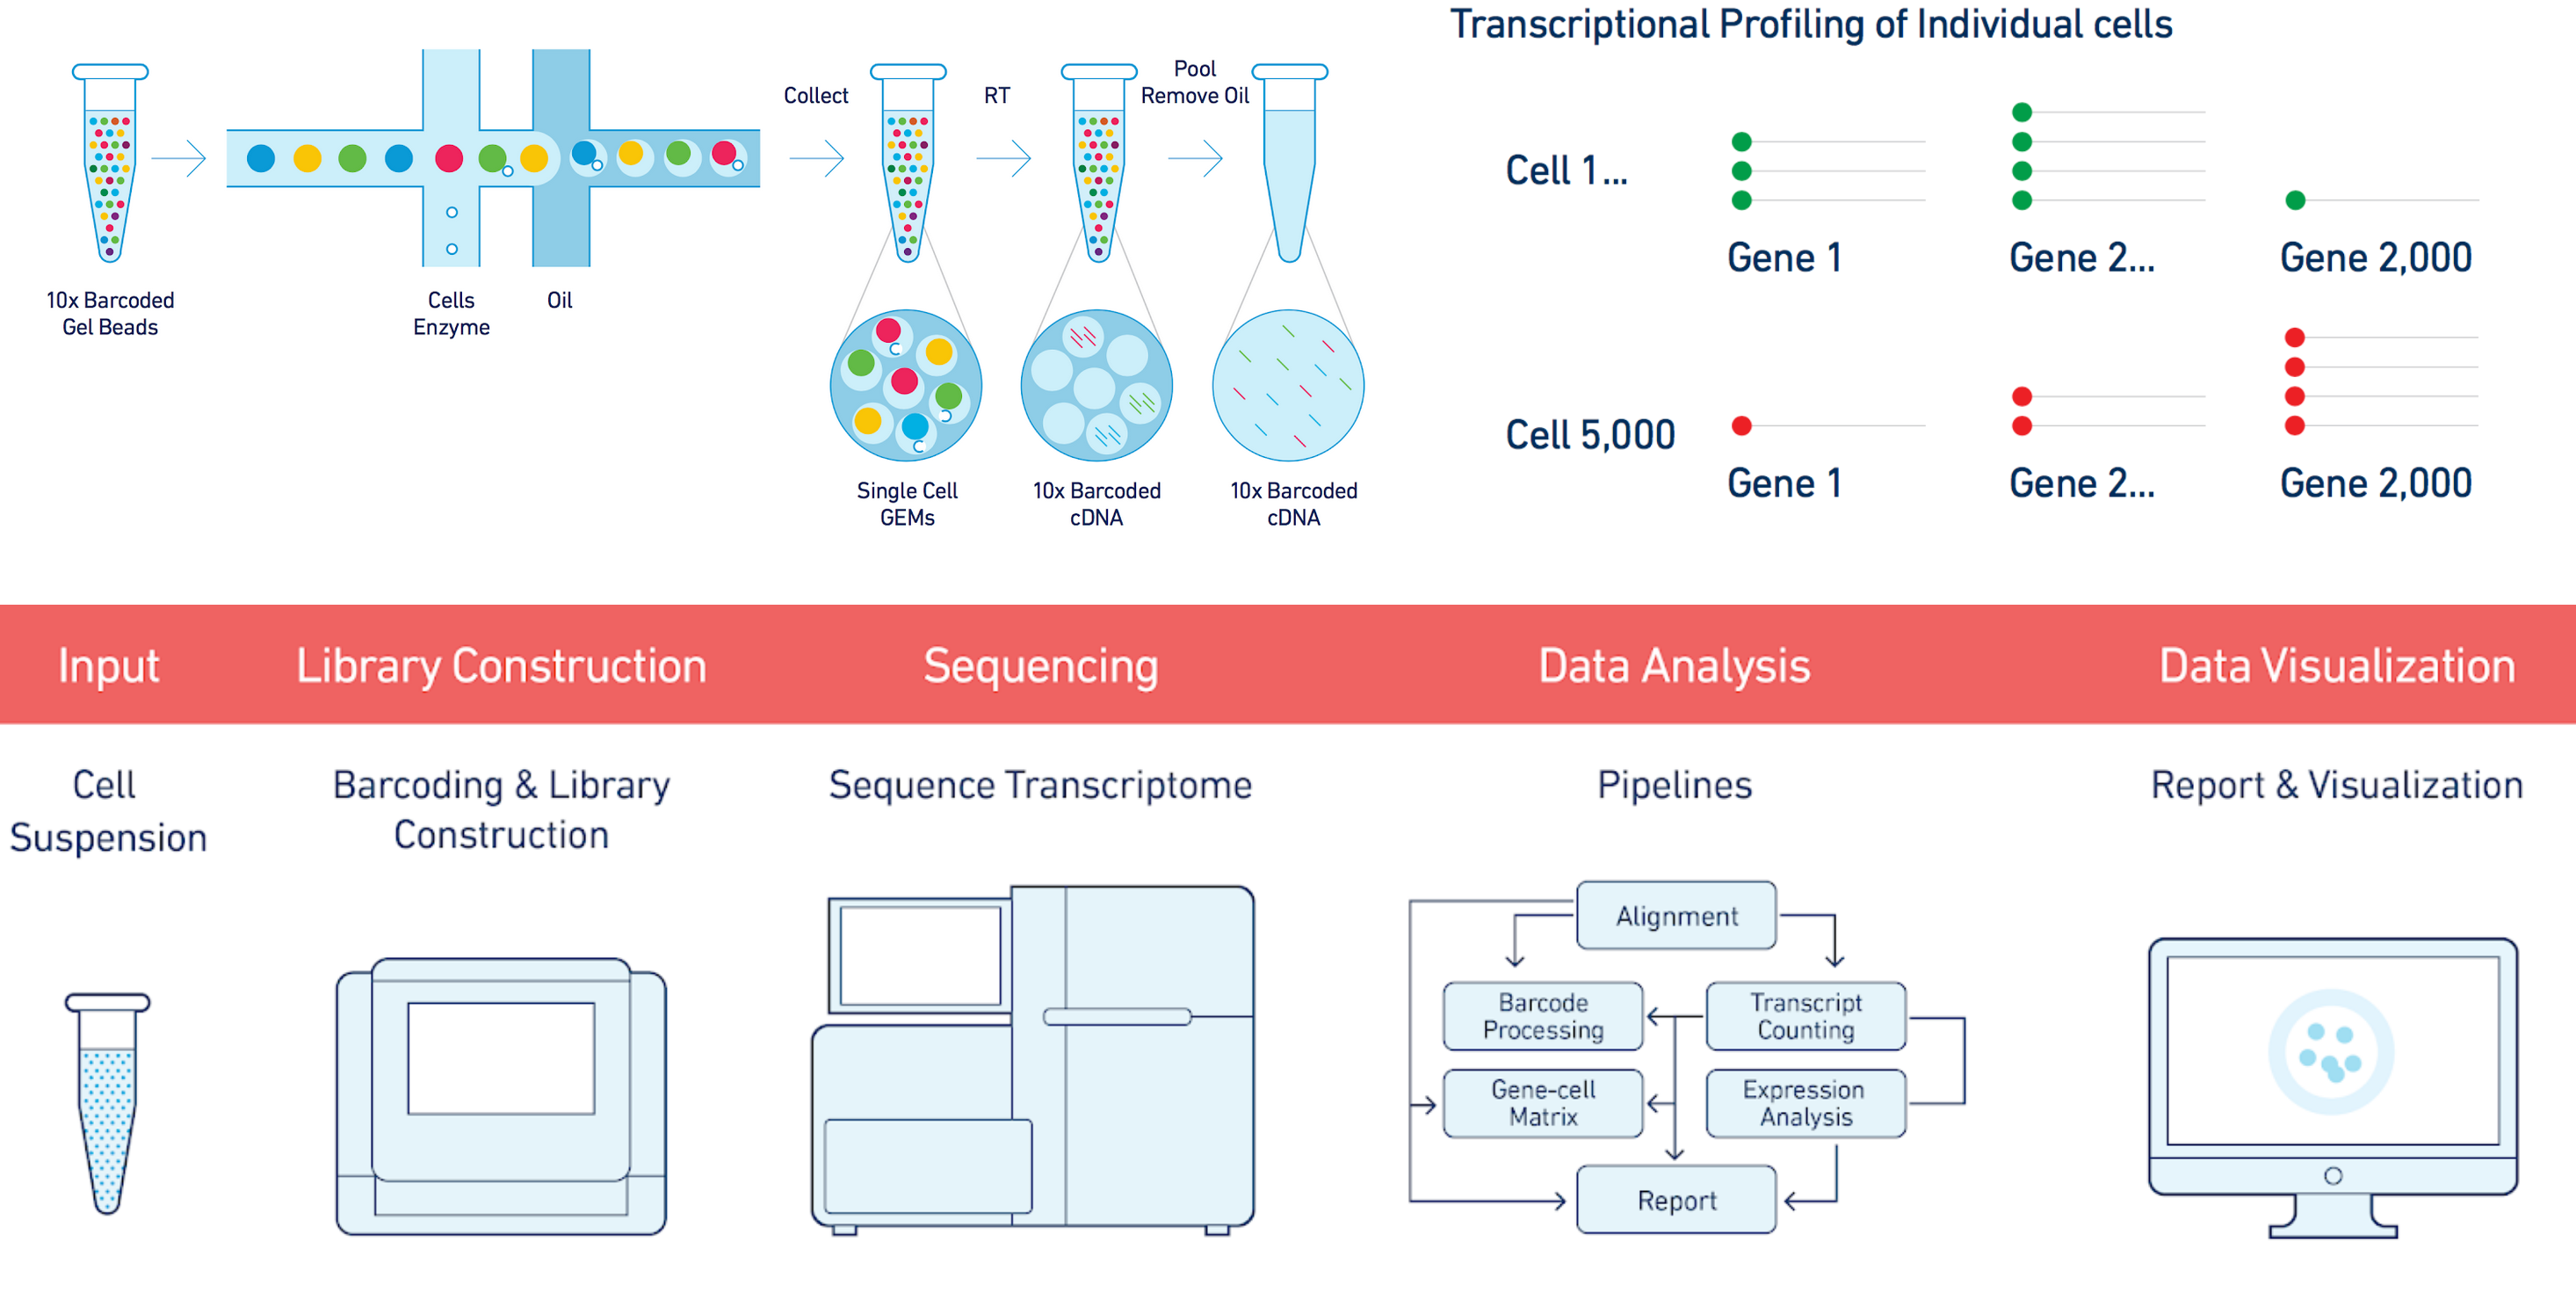 Transcriptional Profiling of Individual cells
Pool
Collect
RT
Remove Oil
10x Barcoded
Gel Beads
Cells
Enzyme
Oil
Single Cell
GEMs
10x Barcoded
cDNA
10x Barcoded
cDNA
Cell 1...
Gene 1
Gene 2...
Gene 2,000
Cell 5,000
Gene 1
Gene 2...
Gene 2,000
Input
Library Construction
Sequencing
Data Analysis
Data Visualization
Cell
Suspension
Barcoding & Library
Construction
Sequence Transcriptome
Pipelines
Report & Visualization
Alignment
Barcode
Processing
Transcript
Counting
Gene-cell
Matrix
Expression
Analysis
Report